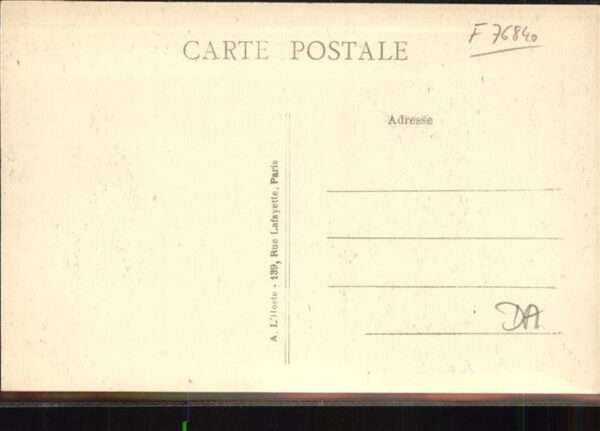 F 76840
CARTE POSTALE
Adresse
A. L'Hoste - 139, Rue Lafayette, Paris
DA